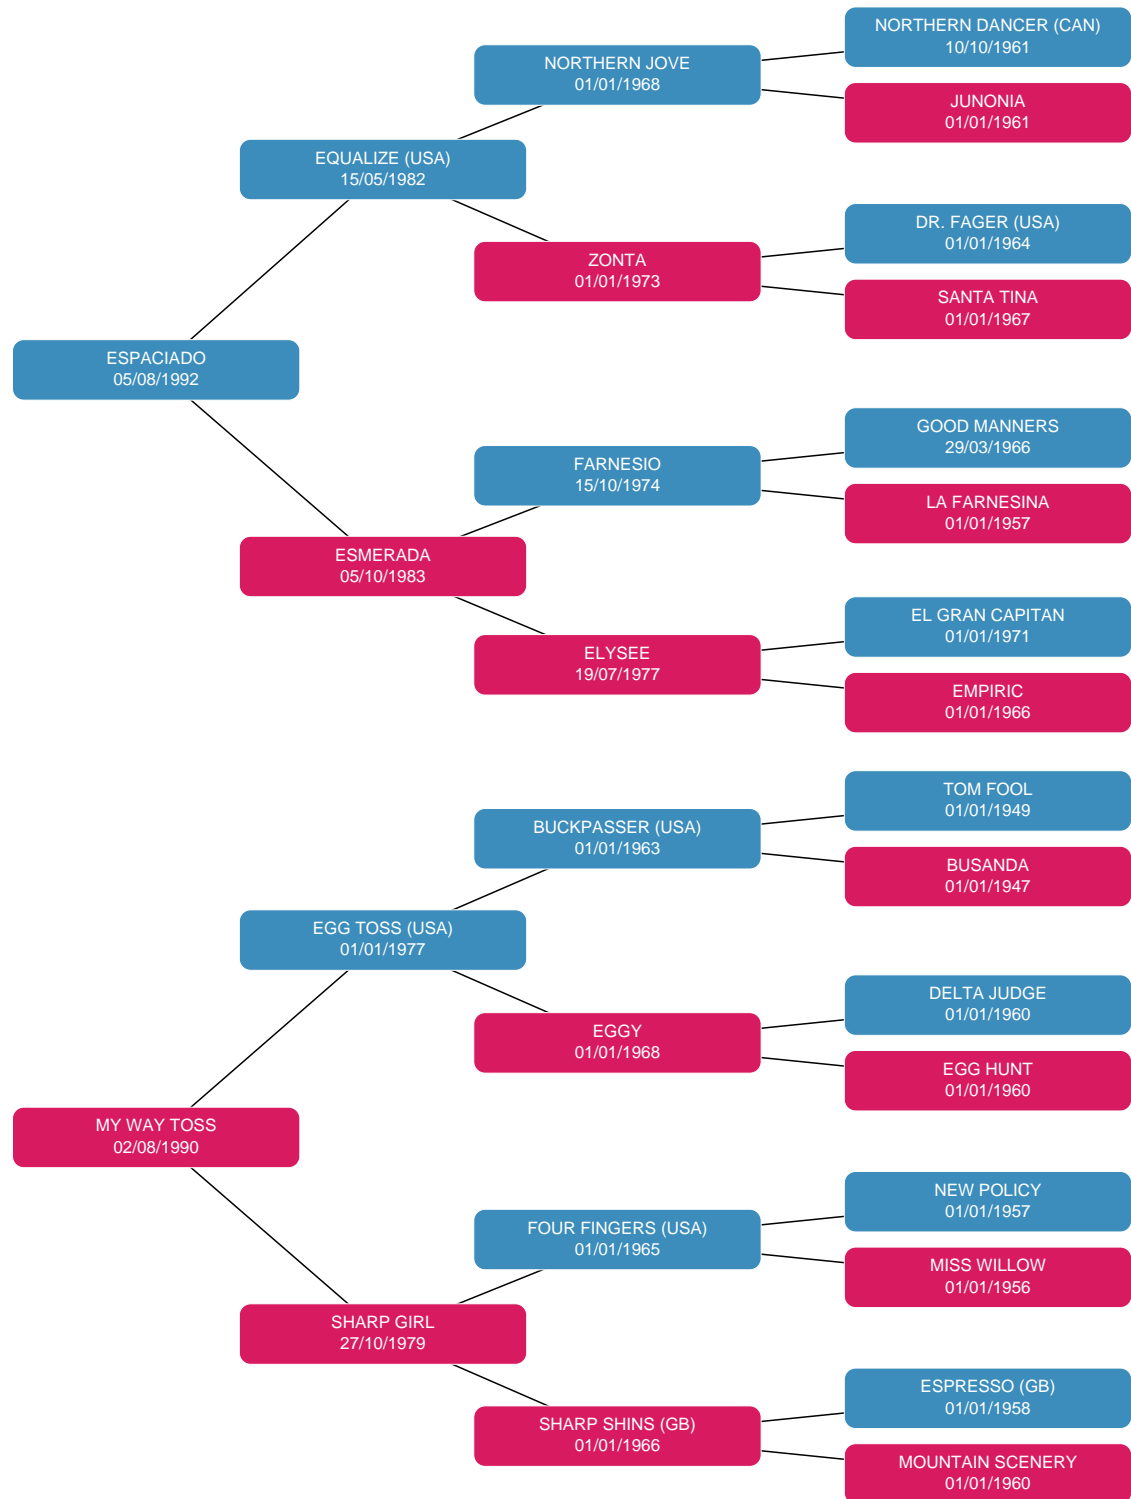 NORTHERN DANCER (CAN)
10/10/1961
NORTHERN JOVE
01/01/1968
JUNONIA
01/01/1961
EQUALIZE (USA)
15/05/1982
DR. FAGER (USA)
01/01/1964
ZONTA
01/01/1973
SANTA TINA
01/01/1967
ESPACIADO
05/08/1992
GOOD MANNERS
29/03/1966
FARNESIO
15/10/1974
LA FARNESINA
01/01/1957
ESMERADA
05/10/1983
EL GRAN CAPITAN
01/01/1971
ELYSEE
19/07/1977
EMPIRIC
01/01/1966
TOM FOOL
01/01/1949
BUCKPASSER (USA)
01/01/1963
BUSANDA
01/01/1947
EGG TOSS (USA)
01/01/1977
DELTA JUDGE
01/01/1960
EGGY
01/01/1968
EGG HUNT
01/01/1960
MY WAY TOSS
02/08/1990
NEW POLICY
01/01/1957
FOUR FINGERS (USA)
01/01/1965
MISS WILLOW
01/01/1956
SHARP GIRL
27/10/1979
ESPRESSO (GB)
01/01/1958
SHARP SHINS (GB)
01/01/1966
MOUNTAIN SCENERY
01/01/1960